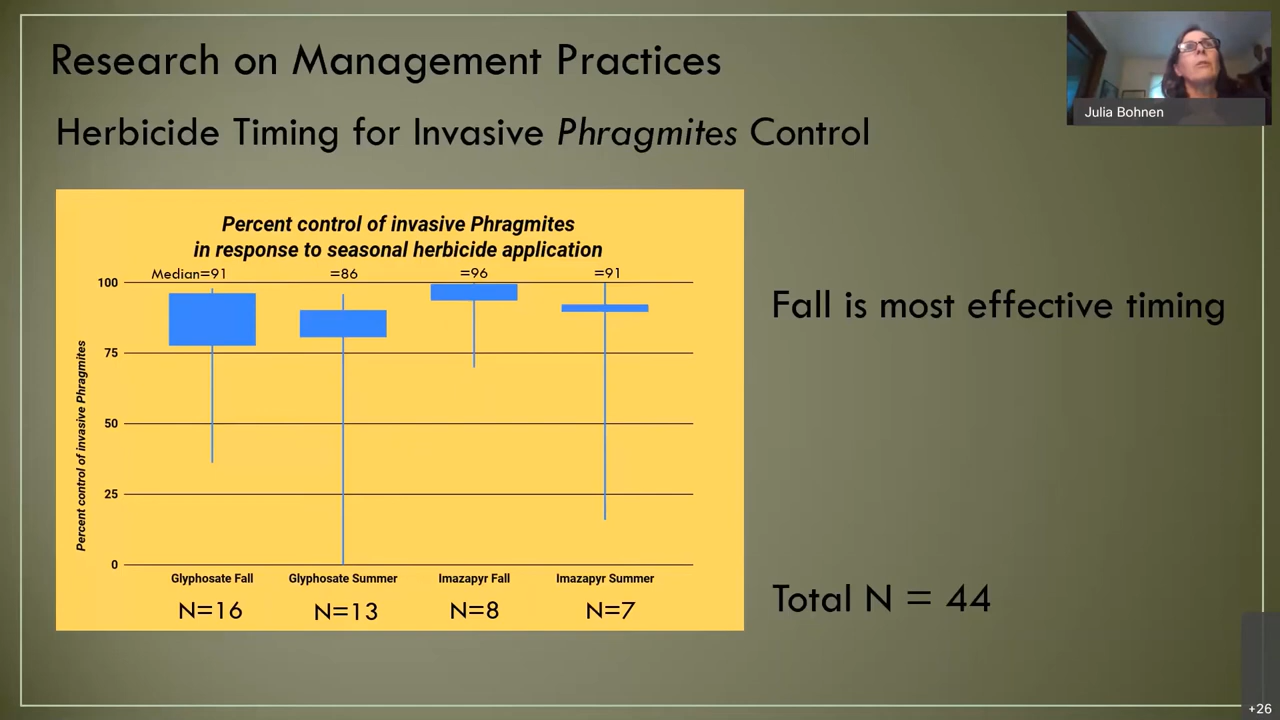 Research on Management Practices
Julia Bohnen
Herbicide Timing for Invasive Phragmites Control
Percent control of invasive Phragmites
in response to seasonal herbicide application
Median=91 =86 =96 =91
100
75
50
25
0
Percent control of invasive Phragmites
Glyphosate Fall Glyphosate Summer Imazapyr Fall Imazapyr Summer
N=16 N=13 N=8 N=7
Fall is most effective timing
Total N = 44
+26